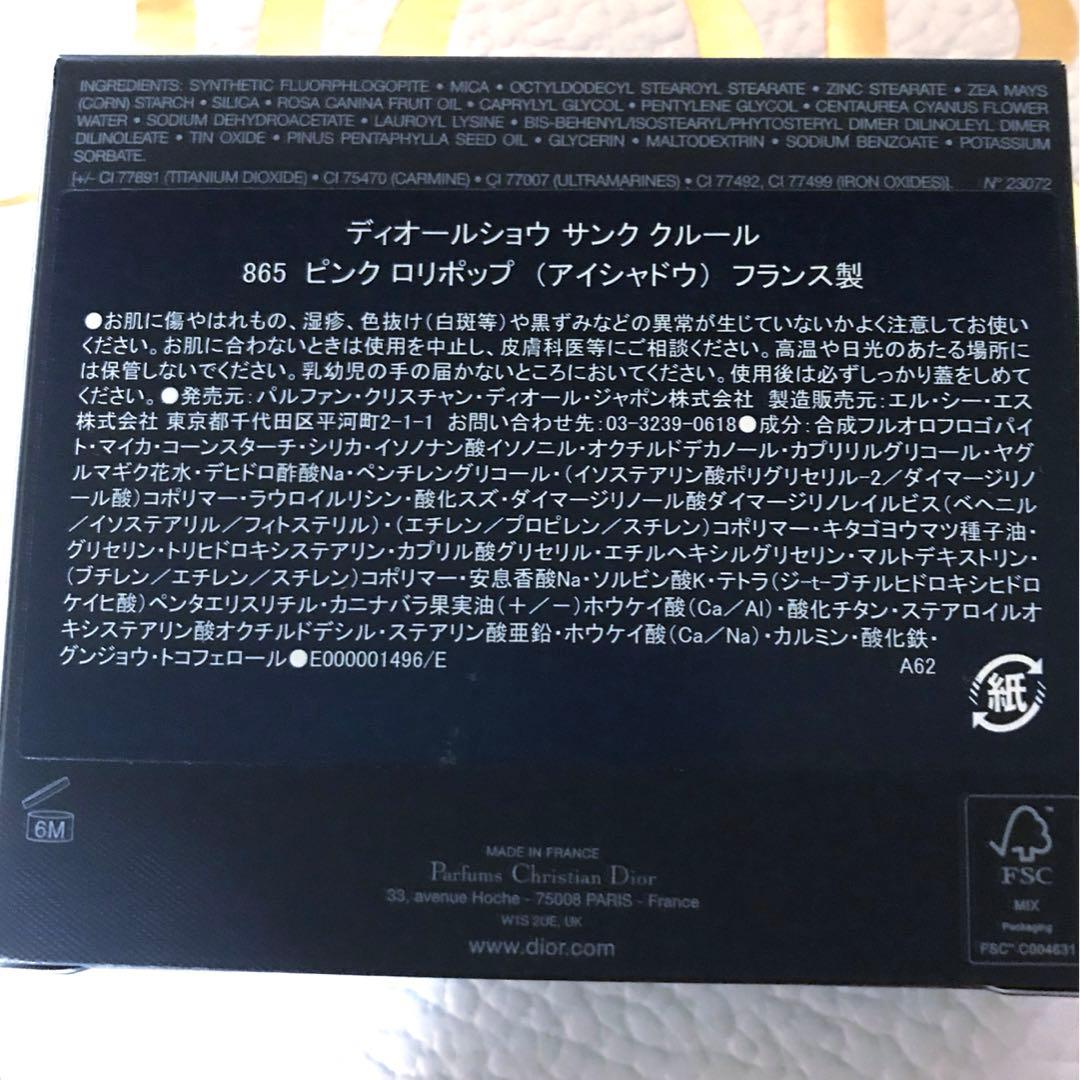 INGREDIENTS: SYNTHETIC FLUORPHLOGOPITE • MICA • OCTYLDODECYL STEAROYL STEARATE • ZINC STEARATE • ZEA MAYS
(CORN) STARCH • SILICA • ROSA CANINA FRUIT OIL • CAPRYLYL GLYCOL • PENTYLENE GLYCOL • CENTAUREA CYANUS FLOWER
WATER • SODIUM DEHYDROACETATE • LAUROYL LYSINE • BIS-BEHENYL/ISOSTEARYL/PHYTOSTERYL DIMER DILINOLEYL DIMER
DILINOLEATE • TIN OXIDE • PINUS PENTAPHYLLA SEED OIL • GLYCERIN • MALTODEXTRIN • SODIUM BENZOATE • POTASSIUM
SORBATE.
[+/- CI 77891 (TITANIUM DIOXIDE) • CI 75470 (CARMINE) • CI 77007 (ULTRAMARINES) • CI 77492, CI 77499 (IRON OXIDES)]. N° 23072
ディオールショウ サンク クルール
865 ピンク ロリポップ （アイシャドウ） フランス製
●お肌に傷やはれもの、湿疹、色抜け（白斑等）や黒ずみなどの異常が生じていないかよく注意してお使い
ください。お肌に合わないときは使用を中止し、皮膚科医等にご相談ください。高温や日光のあたる場所に
は保管しないでください。乳幼児の手の届かないところにおいてください。使用後は必ずしっかり蓋をしめて
ください。●発売元：パルファン・クリスチャン・ディオール・ジャポン株式会社 製造販売元：エル・シー・エス
株式会社 東京都千代田区平河町2-1-1 お問い合わせ先：03-3239-0618●成分：合成フルオロフロゴパイ
ト・マイカ・コーンスターチ・シリカ・イソノナン酸イソノニル・オクチルドデカノール・カプリリルグリコール・ヤグ
ルマギク花水・デヒドロ酢酸Na・ペンチレングリコール・（イソステアリン酸ポリグリセリル-2／ダイマージリノ
ール酸）コポリマー・ラウロイルリシン・酸化スズ・ダイマージリノール酸ダイマージリノレイルビス（ベヘニル
／イソステアリル／フィトステリル）・（エチレン／プロピレン／スチレン）コポリマー・キタゴヨウマツ種子油・
グリセリン・トリヒドロキシステアリン・カプリル酸グリセリル・エチルヘキシルグリセリン・マルトデキストリン・
（ブチレン／エチレン／スチレン）コポリマー・安息香酸Na・ソルビン酸K・テトラ（ジ-t-ブチルヒドロキシヒドロ
ケイヒ酸）ペンタエリスリチル・カニナバラ果実油（＋／－）ホウケイ酸（Ca／Al）・酸化チタン・ステアロイルオ
キシステアリン酸オクチルドデシル・ステアリン酸亜鉛・ホウケイ酸（Ca／Na）・カルミン・酸化鉄・
グンジョウ・トコフェロール●E000001496/E A62
紙
6M
MADE IN FRANCE
Parfums Christian Dior
33, avenue Hoche - 75008 PARIS - France
W1S 2UE, UK
www.dior.com
FSC
MIX
Packaging
FSC™ C004631